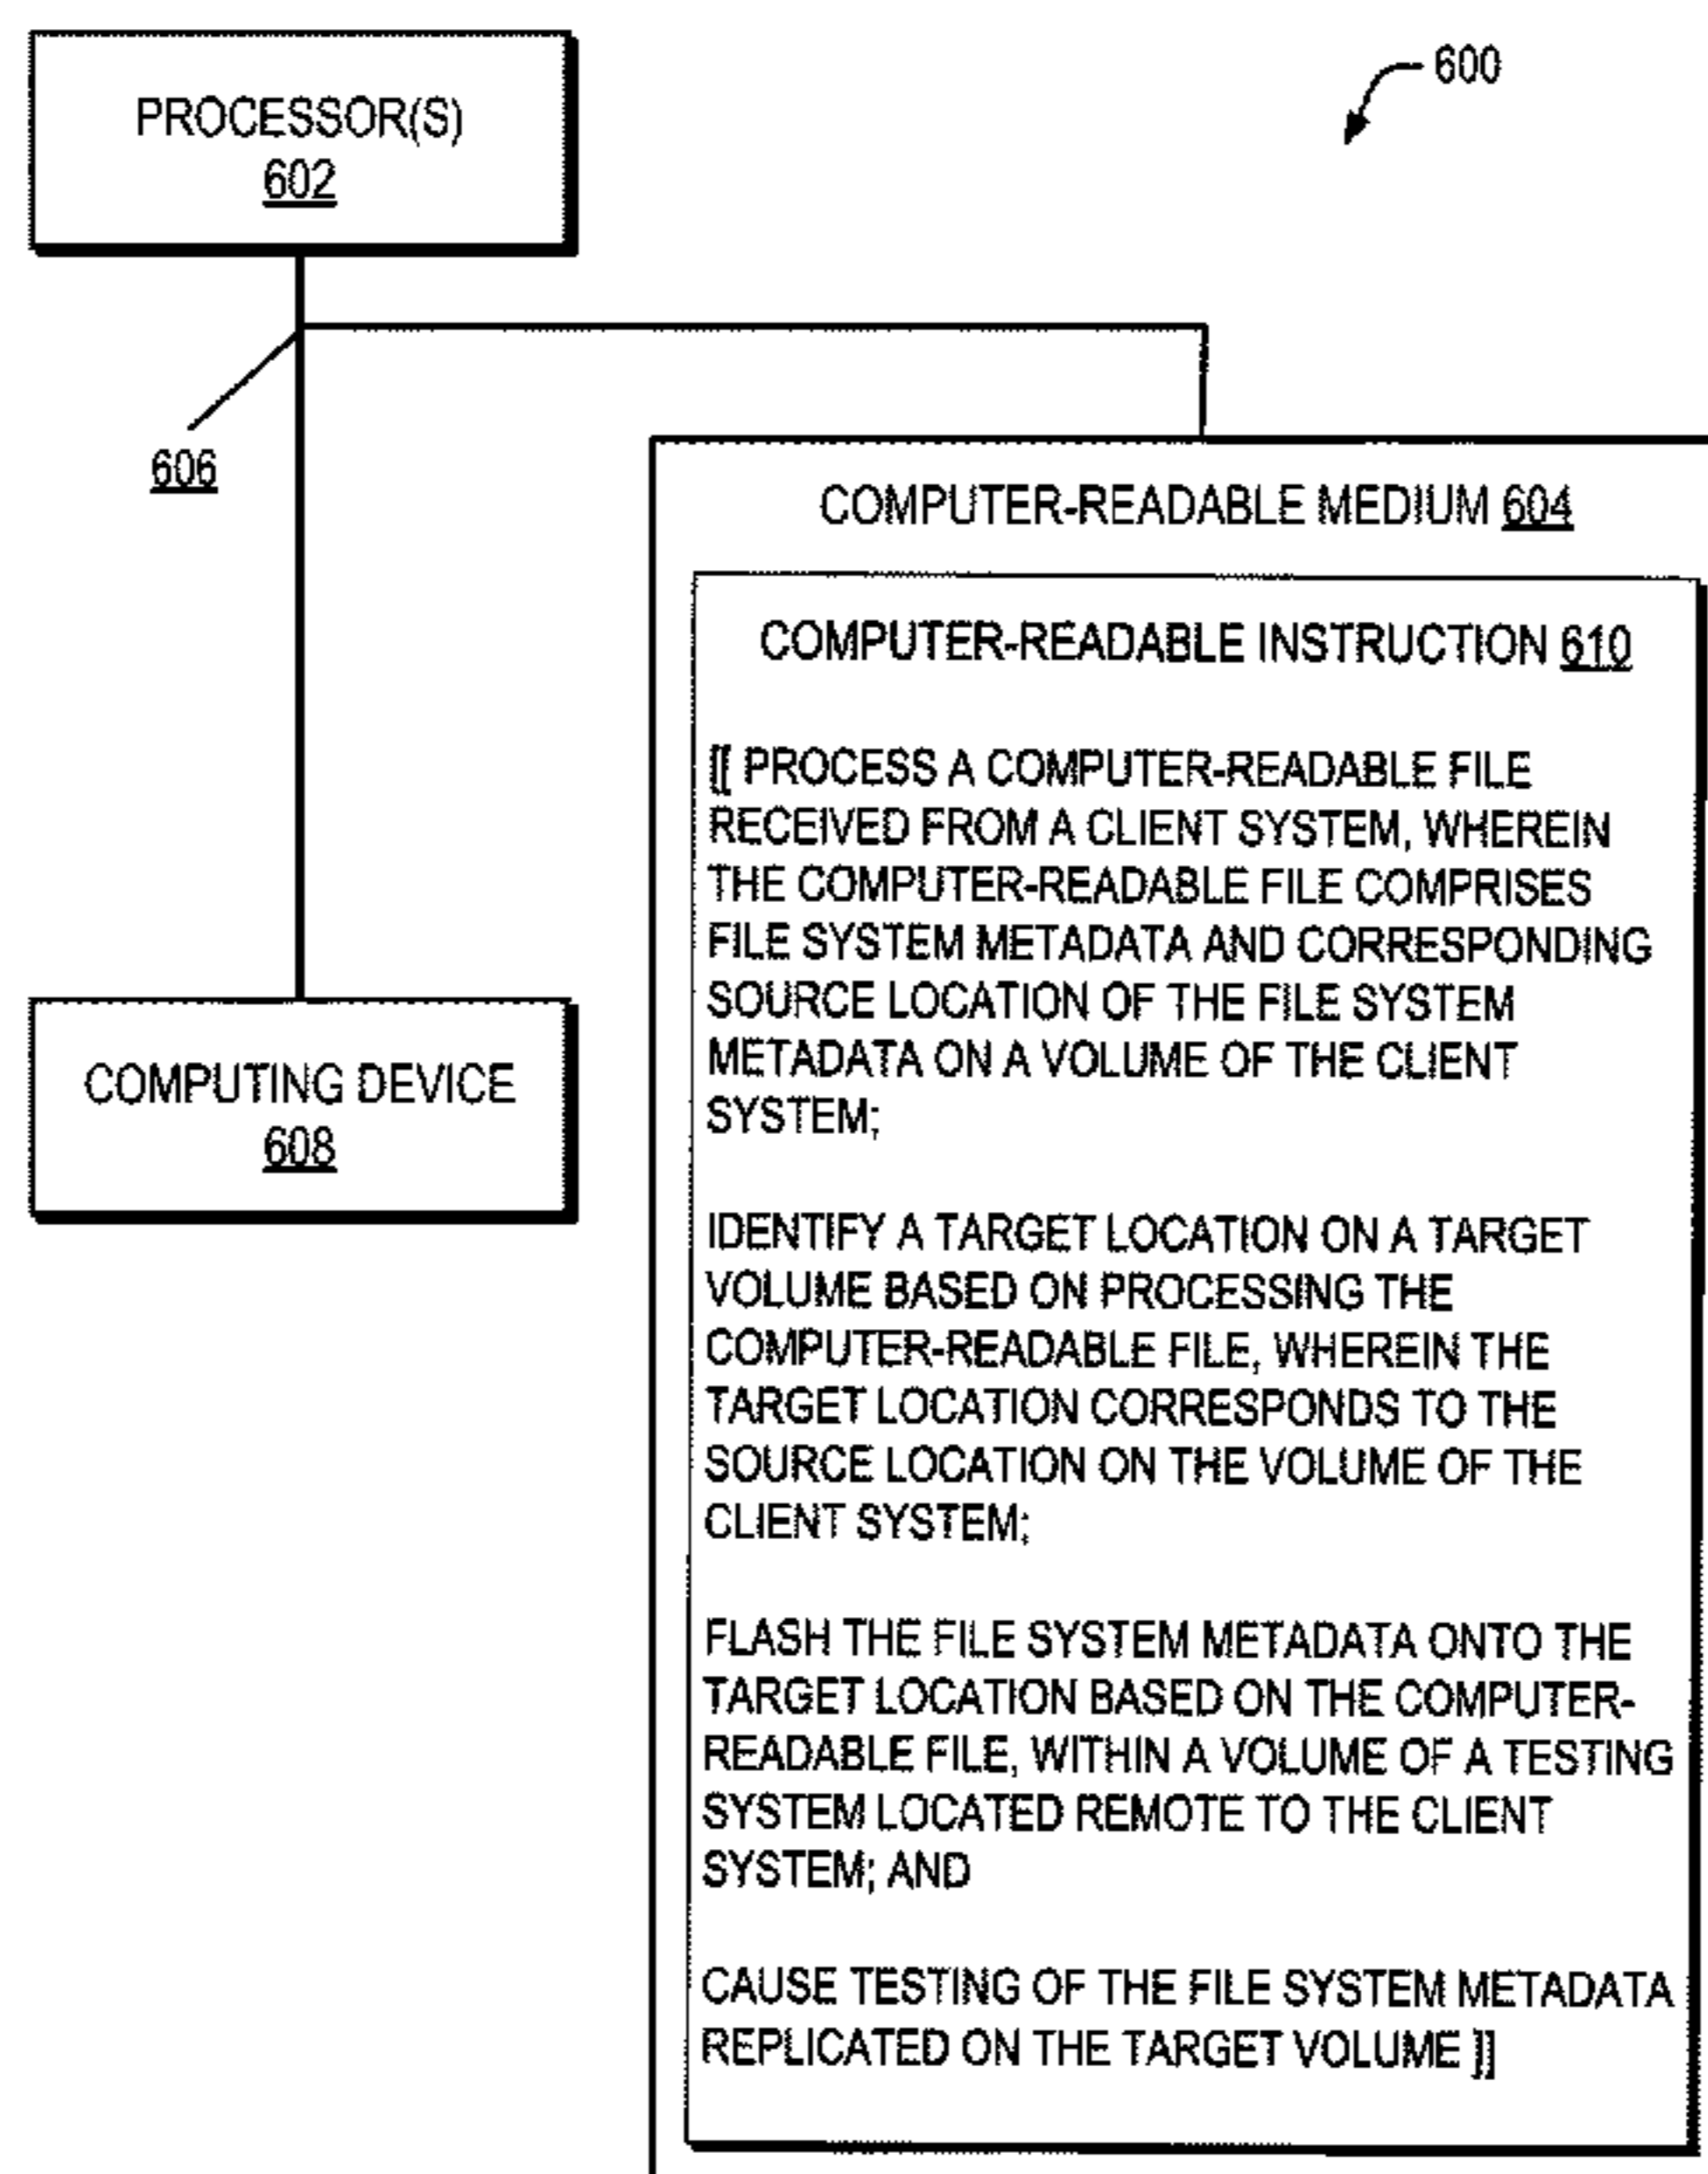 PROCESSOR(S)
602
600
606
COMPUTER-READABLE MEDIUM 604
COMPUTER-READABLE INSTRUCTION 610
[[ PROCESS A COMPUTER-READABLE FILE
RECEIVED FROM A CLIENT SYSTEM, WHEREIN
THE COMPUTER-READABLE FILE COMPRISES
FILE SYSTEM METADATA AND CORRESPONDING
SOURCE LOCATION OF THE FILE SYSTEM
METADATA ON A VOLUME OF THE CLIENT
SYSTEM;
IDENTIFY A TARGET LOCATION ON A TARGET
VOLUME BASED ON PROCESSING THE
COMPUTER-READABLE FILE, WHEREIN THE
TARGET LOCATION CORRESPONDS TO THE
SOURCE LOCATION ON THE VOLUME OF THE
CLIENT SYSTEM;
FLASH THE FILE SYSTEM METADATA ONTO THE
TARGET LOCATION BASED ON THE COMPUTER-
READABLE FILE, WITHIN A VOLUME OF A TESTING
SYSTEM LOCATED REMOTE TO THE CLIENT
SYSTEM; AND
CAUSE TESTING OF THE FILE SYSTEM METADATA
REPLICATED ON THE TARGET VOLUME ]]
COMPUTING DEVICE
608